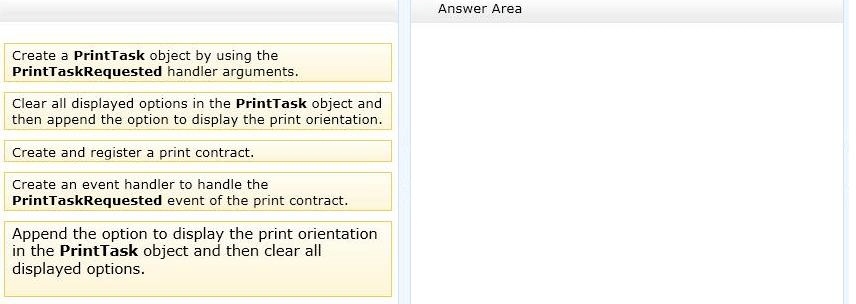 Answer Area
Create a PrintTask object by using the
PrintTaskRequested handler arguments.
Clear all displayed options in the PrintTask object and
then append the option to display the print orientation.
Create and register a print contract.
Create an event handler to handle the
PrintTaskRequested event of the print contract.
Append the option to display the print orientation
in the PrintTask object and then clear all
displayed options.